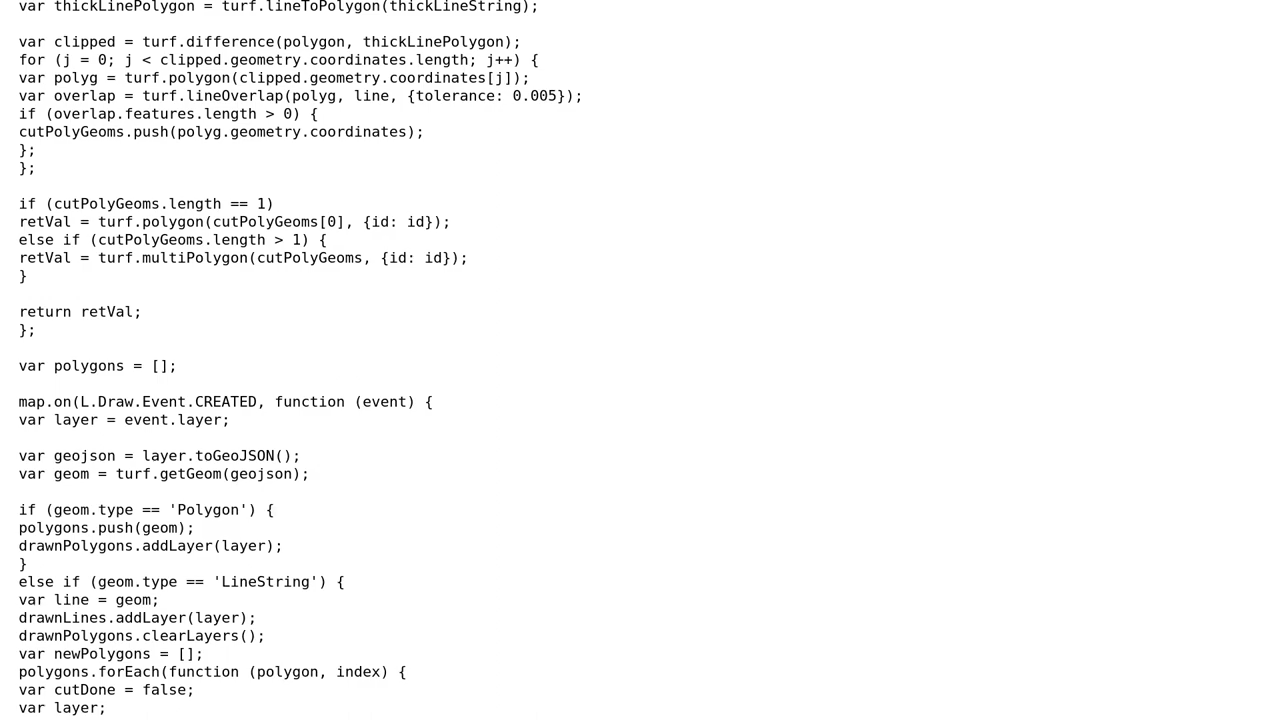 var thickLinePolygon = turf.lineToPolygon(thickLineString);
var clipped = turf.difference(polygon, thickLinePolygon);
for (j = 0; j < clipped.geometry.coordinates.length; j++) {
var polyg = turf.polygon(clipped.geometry.coordinates[j]);
var overlap = turf.lineOverlap(polyg, line, {tolerance: 0.005});
if (overlap.features.length > 0) {
cutPolyGeoms.push(polyg.geometry.coordinates);
};
};
if (cutPolyGeoms.length == 1)
retVal = turf.polygon(cutPolyGeoms[0], {id: id});
else if (cutPolyGeoms.length > 1) {
retVal = turf.multiPolygon(cutPolyGeoms, {id: id});
}
return retVal;
};
var polygons = [];
map.on(L.Draw.Event.CREATED, function (event) {
var layer = event.layer;
var geojson = layer.toGeoJSON();
var geom = turf.getGeom(geojson);
if (geom.type == 'Polygon') {
polygons.push(geom);
drawnPolygons.addLayer(layer);
}
else if (geom.type == 'LineString') {
var line = geom;
drawnLines.addLayer(layer);
drawnPolygons.clearLayers();
var newPolygons = [];
polygons.forEach(function (polygon, index) {
var cutDone = false;
var layer;